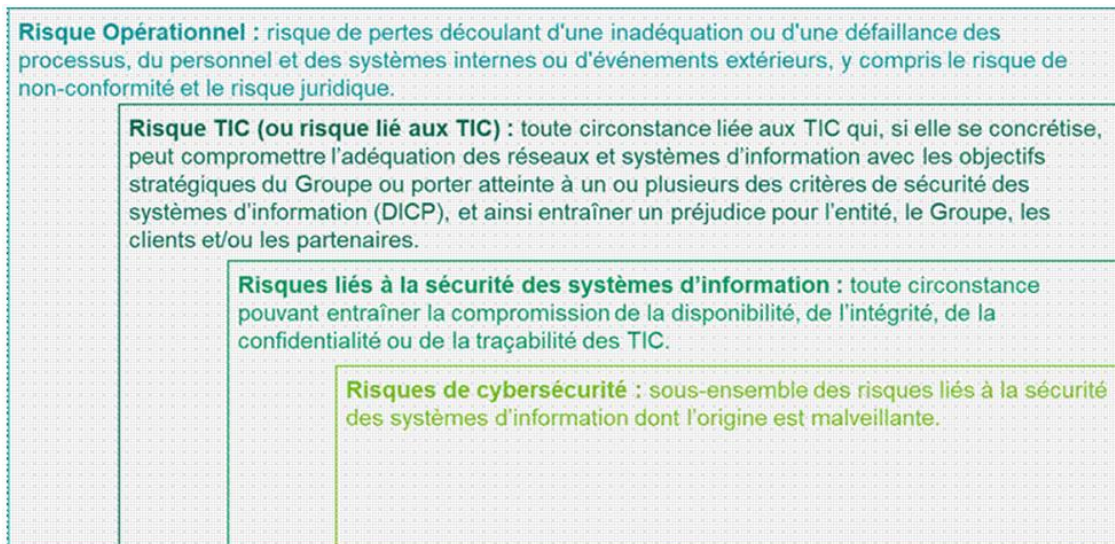 Risque Opérationnel : risque de pertes découlant d'une inadéquation ou d'une défaillance des
processus, du personnel et des systèmes internes ou d'événements extérieurs, y compris le risque de
non-conformité et le risque juridique.
Risque TIC (ou risque lié aux TIC) : toute circonstance liée aux TIC qui, si elle se concrétise,
peut compromettre l'adéquation des réseaux et systèmes d'information avec les objectifs
stratégiques du Groupe ou porter atteinte à un ou plusieurs des critères de sécurité des
systèmes d'information (DICP), et ainsi entraîner un préjudice pour l'entité, le Groupe, les
clients et/ou les partenaires.
Risques liés à la sécurité des systèmes d'information : toute circonstance
pouvant entraîner la compromission de la disponibilité, de l'intégrité, de la
confidentialité ou de la traçabilité des TIC.
Risques de cybersécurité : sous-ensemble des risques liés à la sécurité
des systèmes d'information dont l'origine est malveillante.